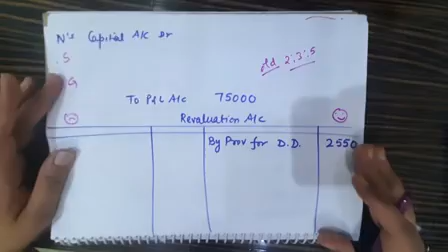 N's Capital A/c Dr
old 2:3:5
S
G
To P&L A/c 75000
Revaluation A/c
By Prov for D.D. 2550